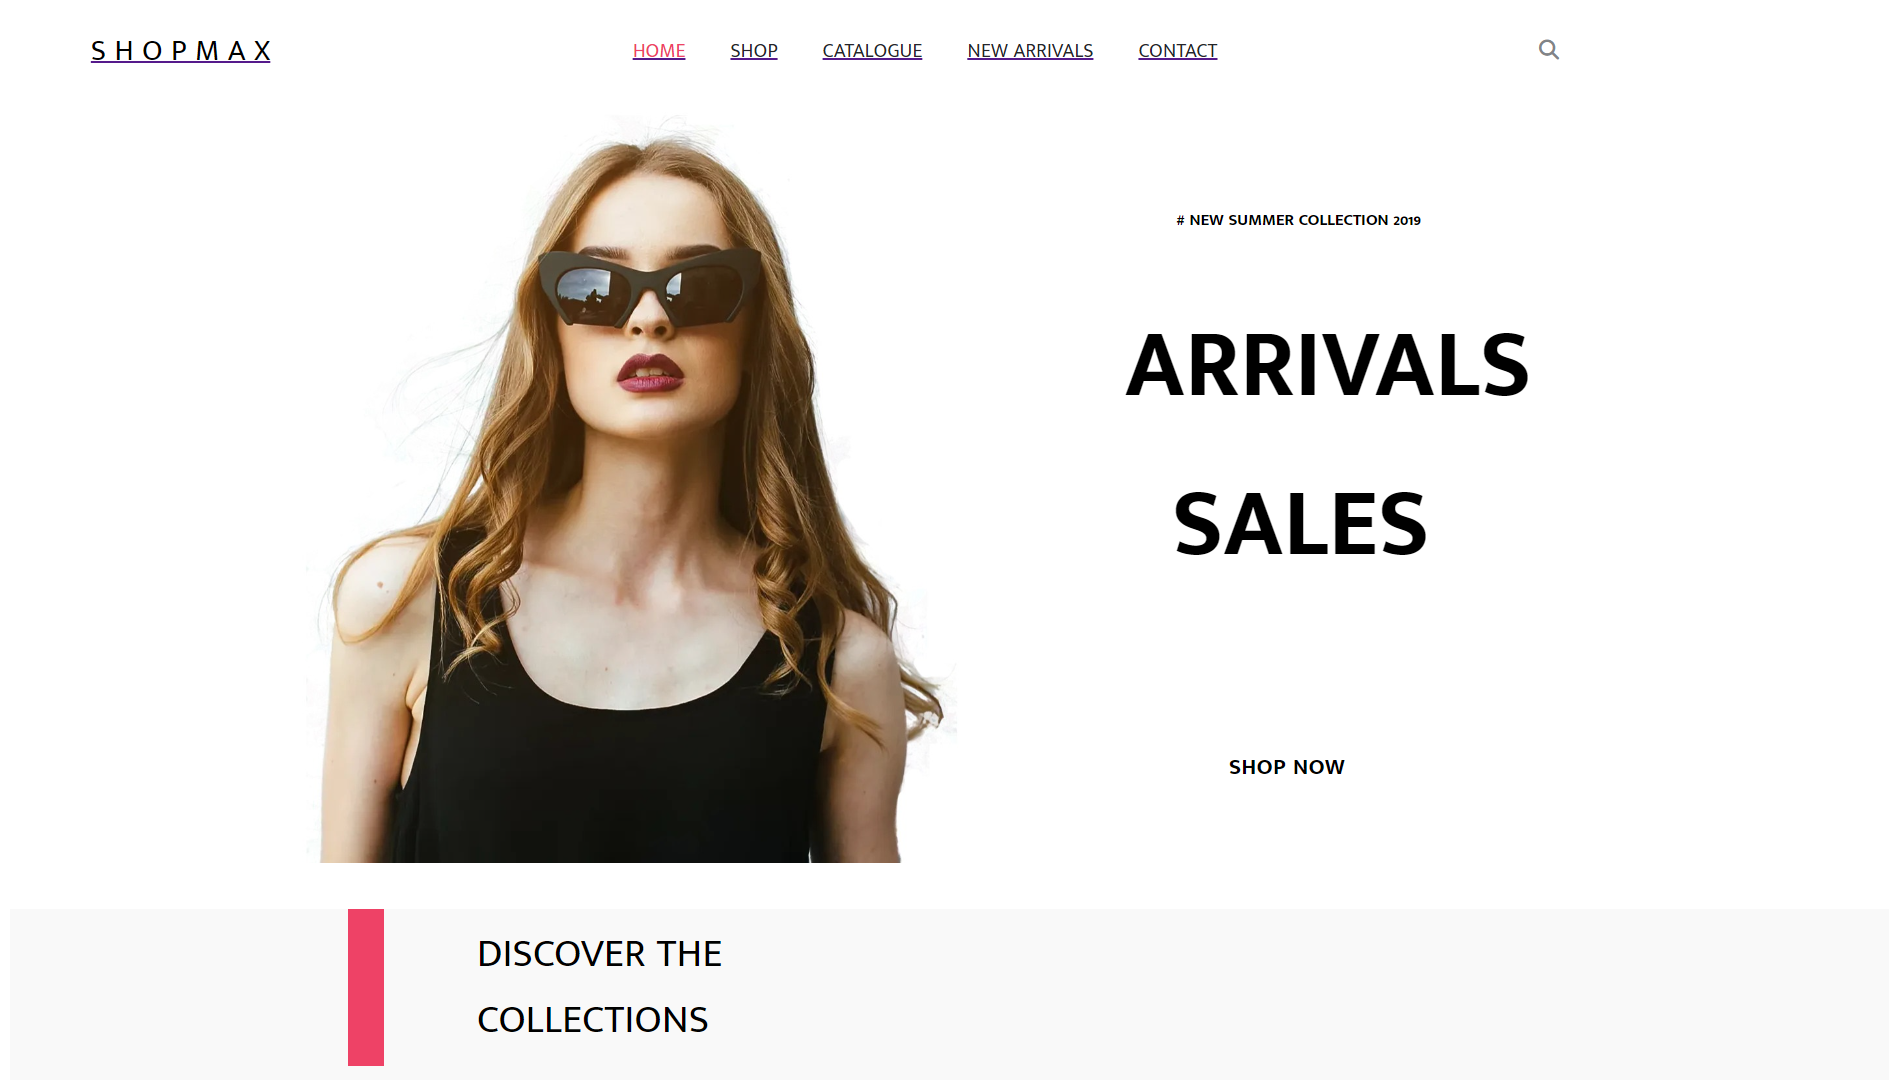 SHOPMAX
HOME SHOP CATALOGUE NEW ARRIVALS CONTACT
# NEW SUMMER COLLECTION 2019
ARRIVALS
SALES
SHOP NOW
DISCOVER THE
COLLECTIONS